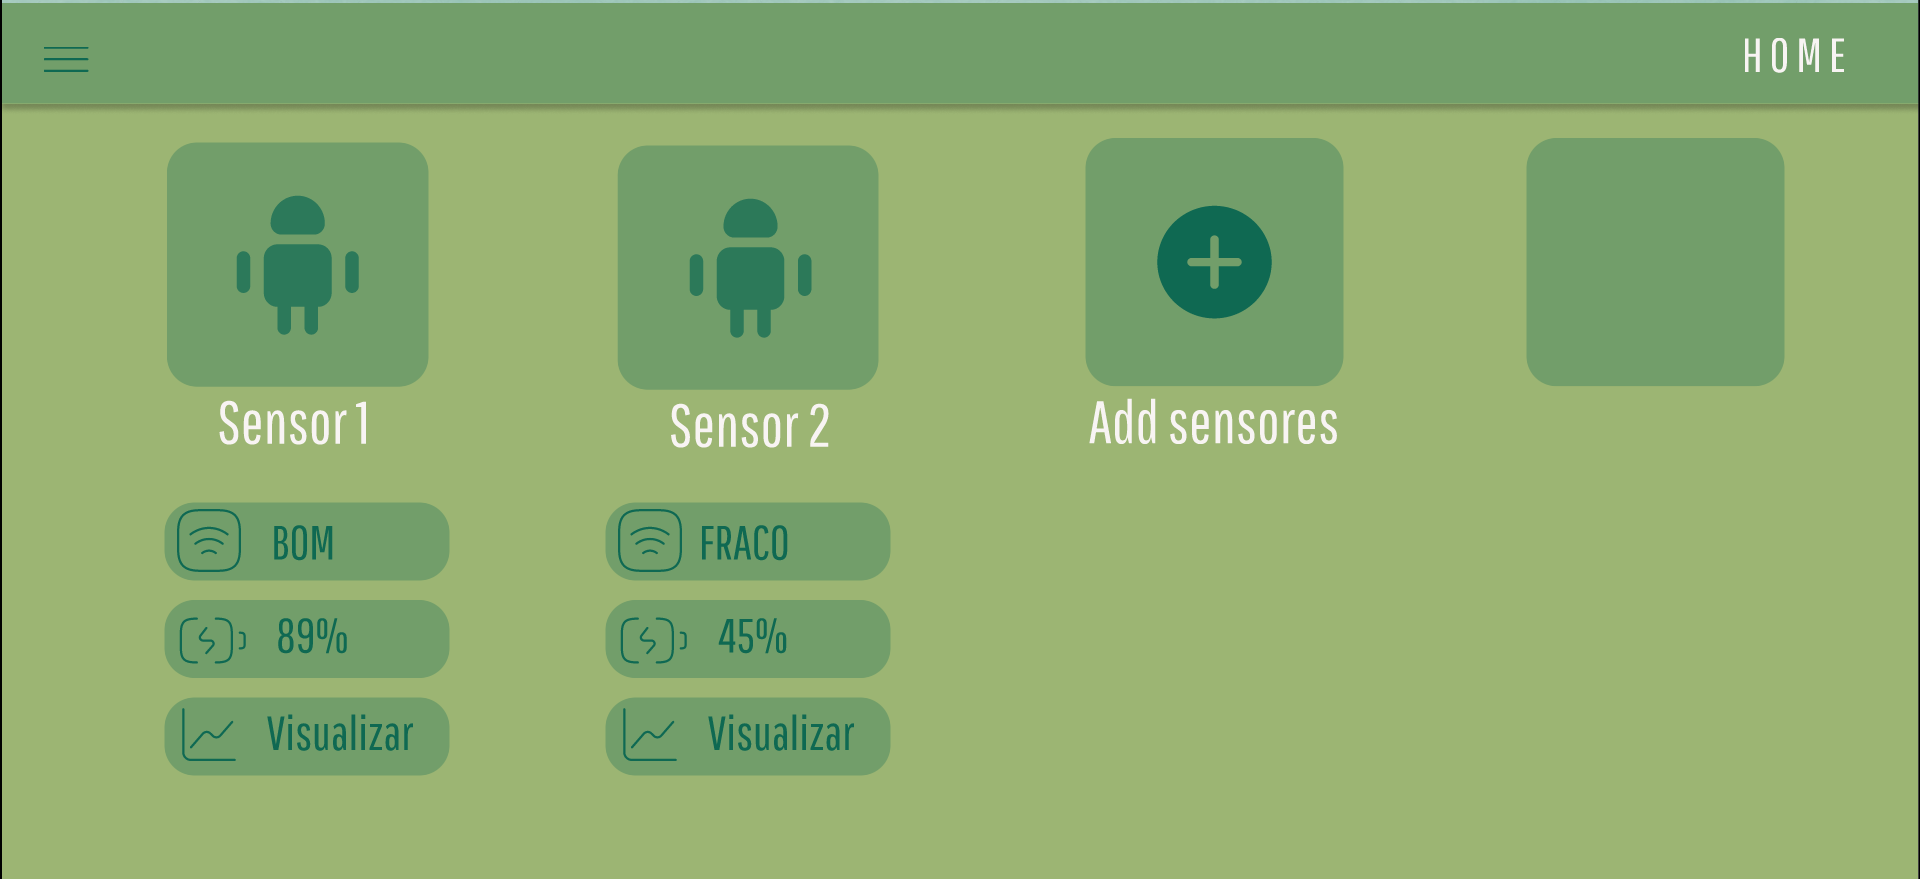 HOME
Sensor 1
Sensor 2
Add sensores
BOM
FRACO
89%
45%
Visualizar
Visualizar